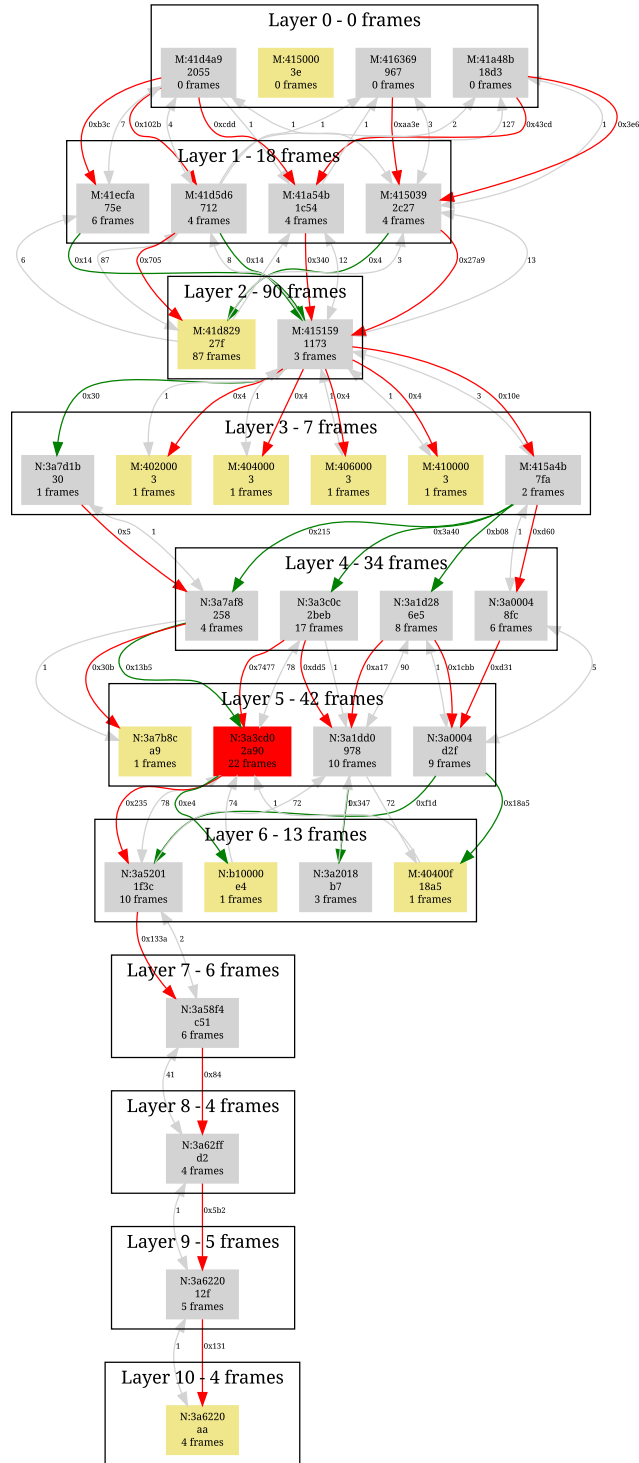 Layer 0 - 0 frames
M:41d4a9
2055
0 frames
M:415000
3e
0 frames
M:416369
967
0 frames
M:41a48b
18d3
0 frames
0xb3c
7
0x102b
4
0xcdd
1
1
1
1
0xaa3e
3
2
127
0x43cd
1
0x3e6
Layer 1 - 18 frames
M:41ecfa
75e
6 frames
M:41d5d6
712
4 frames
M:41a54b
1c54
4 frames
M:415039
2c27
4 frames
6
0x14
87
0x705
8
0x14
4
0x340
12
0x4
3
0x27a9
13
Layer 2 - 90 frames
M:41d829
27f
87 frames
M:415159
1173
3 frames
0x30
1
0x4
1
0x4
1
0x4
1
0x4
3
0x10e
Layer 3 - 7 frames
N:3a7d1b
30
1 frames
M:402000
3
1 frames
M:404000
3
1 frames
M:406000
3
1 frames
M:410000
3
1 frames
M:415a4b
7fa
2 frames
0x5
1
0x215
0x3a40
0xb08
1
0xd60
Layer 4 - 34 frames
N:3a7af8
258
4 frames
N:3a3c0c
2beb
17 frames
N:3a1d28
6e5
8 frames
N:3a0004
8fc
6 frames
1
0x30b
0x13b5
0x7477
78
0xdd5
1
0xa17
90
1
0x1cbb
0xd31
5
Layer 5 - 42 frames
N:3a7b8c
a9
1 frames
N:3a3cd0
2a90
22 frames
N:3a1dd0
978
10 frames
N:3a0004
d2f
9 frames
0x235
78
0xe4
74
1
72
0x347
72
0xf1d
0x18a5
Layer 6 - 13 frames
N:3a5201
1f3c
10 frames
N:b10000
e4
1 frames
N:3a2018
b7
3 frames
M:40400f
18a5
1 frames
0x133a
2
Layer 7 - 6 frames
N:3a58f4
c51
6 frames
41
0x84
Layer 8 - 4 frames
N:3a62ff
d2
4 frames
1
0x5b2
Layer 9 - 5 frames
N:3a6220
12f
5 frames
1
0x131
Layer 10 - 4 frames
N:3a6220
aa
4 frames